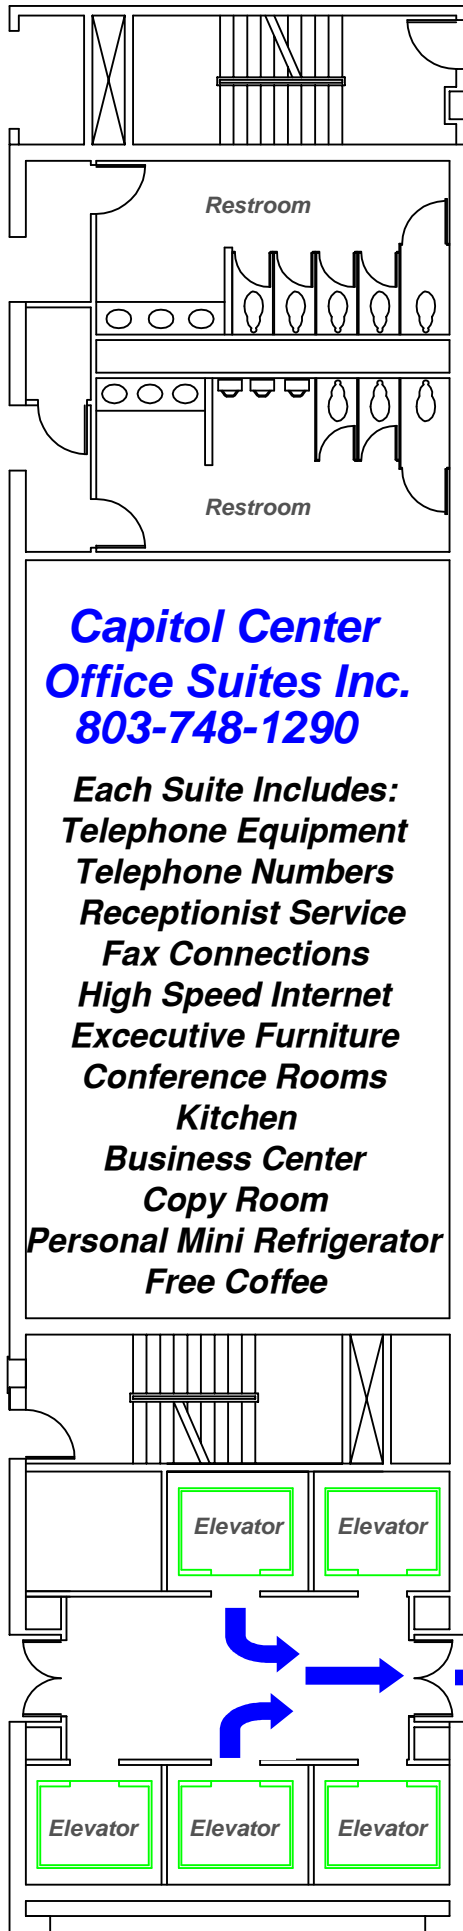 Restroom
Restroom
Capitol Center
Office Suites Inc.
803-748-1290
Each Suite Includes:
Telephone Equipment
Telephone Numbers
Receptionist Service
Fax Connections
High Speed Internet
Excecutive Furniture
Conference Rooms
Kitchen
Business Center
Copy Room
Personal Mini Refrigerator
Free Coffee
Elevator Elevator
Elevator Elevator Elevator